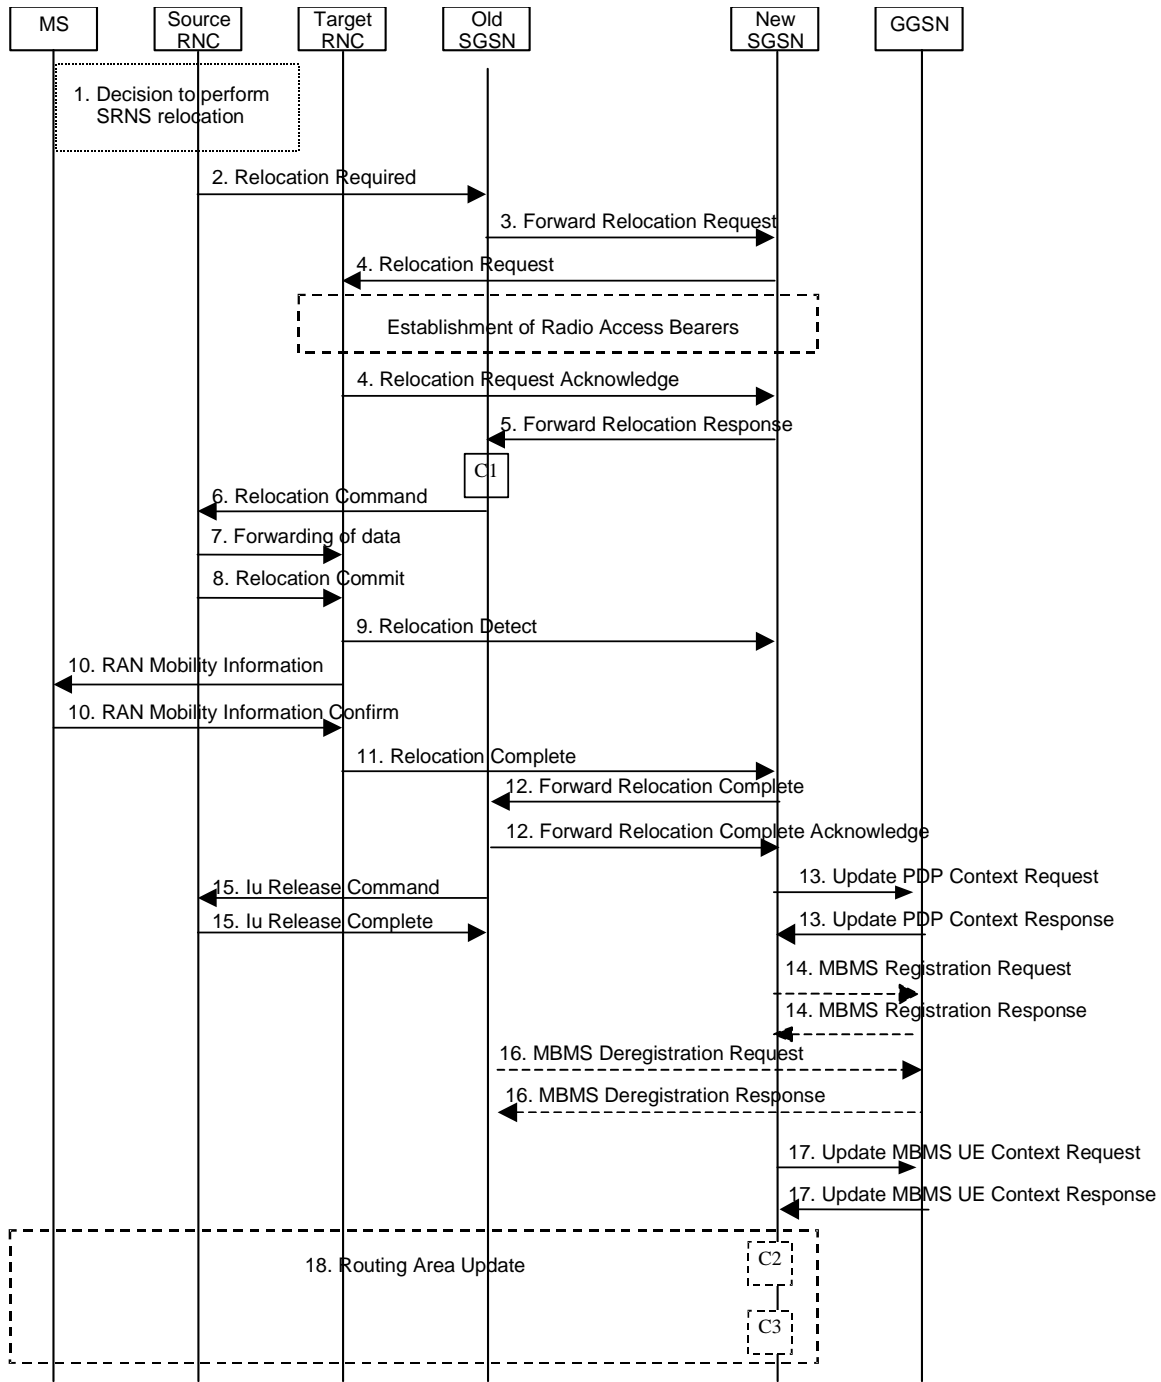 MS
Source
RNC
Target
RNC
Old
SGSN
New
SGSN
GGSN
1. Decision to perform
SRNS relocation
2. Relocation Required
3. Forward Relocation Request
4. Relocation Request
Establishment of Radio Access Bearers
4. Relocation Request Acknowledge
5. Forward Relocation Response
C1
6. Relocation Command
7. Forwarding of data
8. Relocation Commit
9. Relocation Detect
10. RAN Mobility Information
10. RAN Mobility Information Confirm
11. Relocation Complete
12. Forward Relocation Complete
12. Forward Relocation Complete Acknowledge
13. Update PDP Context Request
15. Iu Release Command
13. Update PDP Context Response
15. Iu Release Complete
14. MBMS Registration Request
14. MBMS Registration Response
16. MBMS Deregistration Request
16. MBMS Deregistration Response
17. Update MBMS UE Context Request
17. Update MBMS UE Context Response
18. Routing Area Update
C2
C3